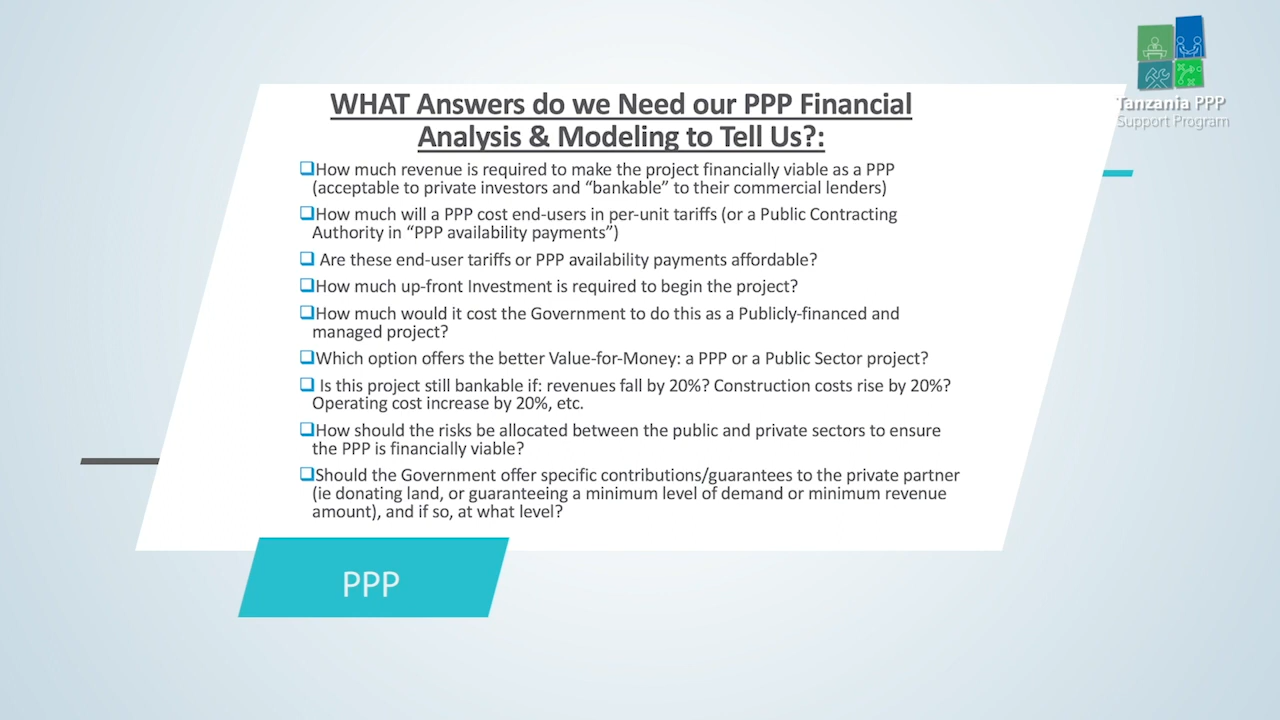 Tanzania PPP
Support Program
WHAT Answers do we Need our PPP Financial
Analysis & Modeling to Tell Us?:
How much revenue is required to make the project financially viable as a PPP
(acceptable to private investors and “bankable” to their commercial lenders)
How much will a PPP cost end-users in per-unit tariffs (or a Public Contracting
Authority in “PPP availability payments”)
Are these end-user tariffs or PPP availability payments affordable?
How much up-front Investment is required to begin the project?
How much would it cost the Government to do this as a Publicly-financed and
managed project?
Which option offers the better Value-for-Money: a PPP or a Public Sector project?
Is this project still bankable if: revenues fall by 20%? Construction costs rise by 20%?
Operating cost increase by 20%, etc.
How should the risks be allocated between the public and private sectors to ensure
the PPP is financially viable?
Should the Government offer specific contributions/guarantees to the private partner
(ie donating land, or guaranteeing a minimum level of demand or minimum revenue
amount), and if so, at what level?
PPP